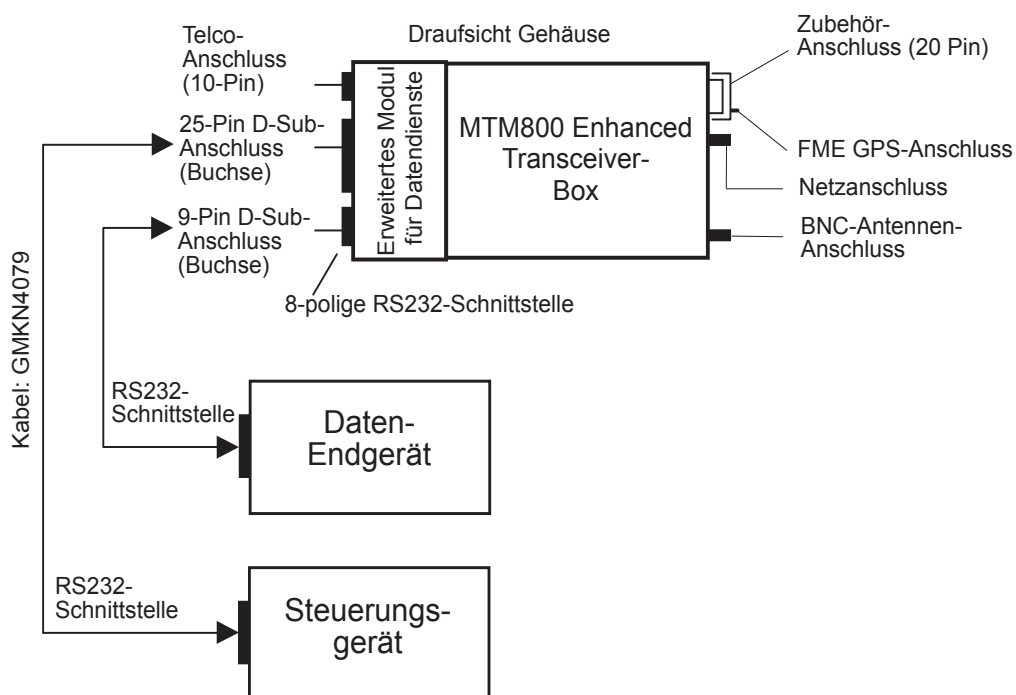 Telco-
Anschluss
(10-Pin)
Draufsicht Gehäuse
Zubehör-
Anschluss (20 Pin)
25-Pin D-Sub-
Anschluss
(Buchse)
Erweitertes Modul
für Datendienste
MTM800 Enhanced
Transceiver-
Box
FME GPS-Anschluss
Netzanschluss
9-Pin D-Sub-
Anschluss
(Buchse)
BNC-Antennen-
Anschluss
8-polige RS232-Schnittstelle
Kabel: GMKN4079
RS232-
Schnittstelle
Daten-
Endgerät
RS232-
Schnittstelle
Steuerungs-
gerät